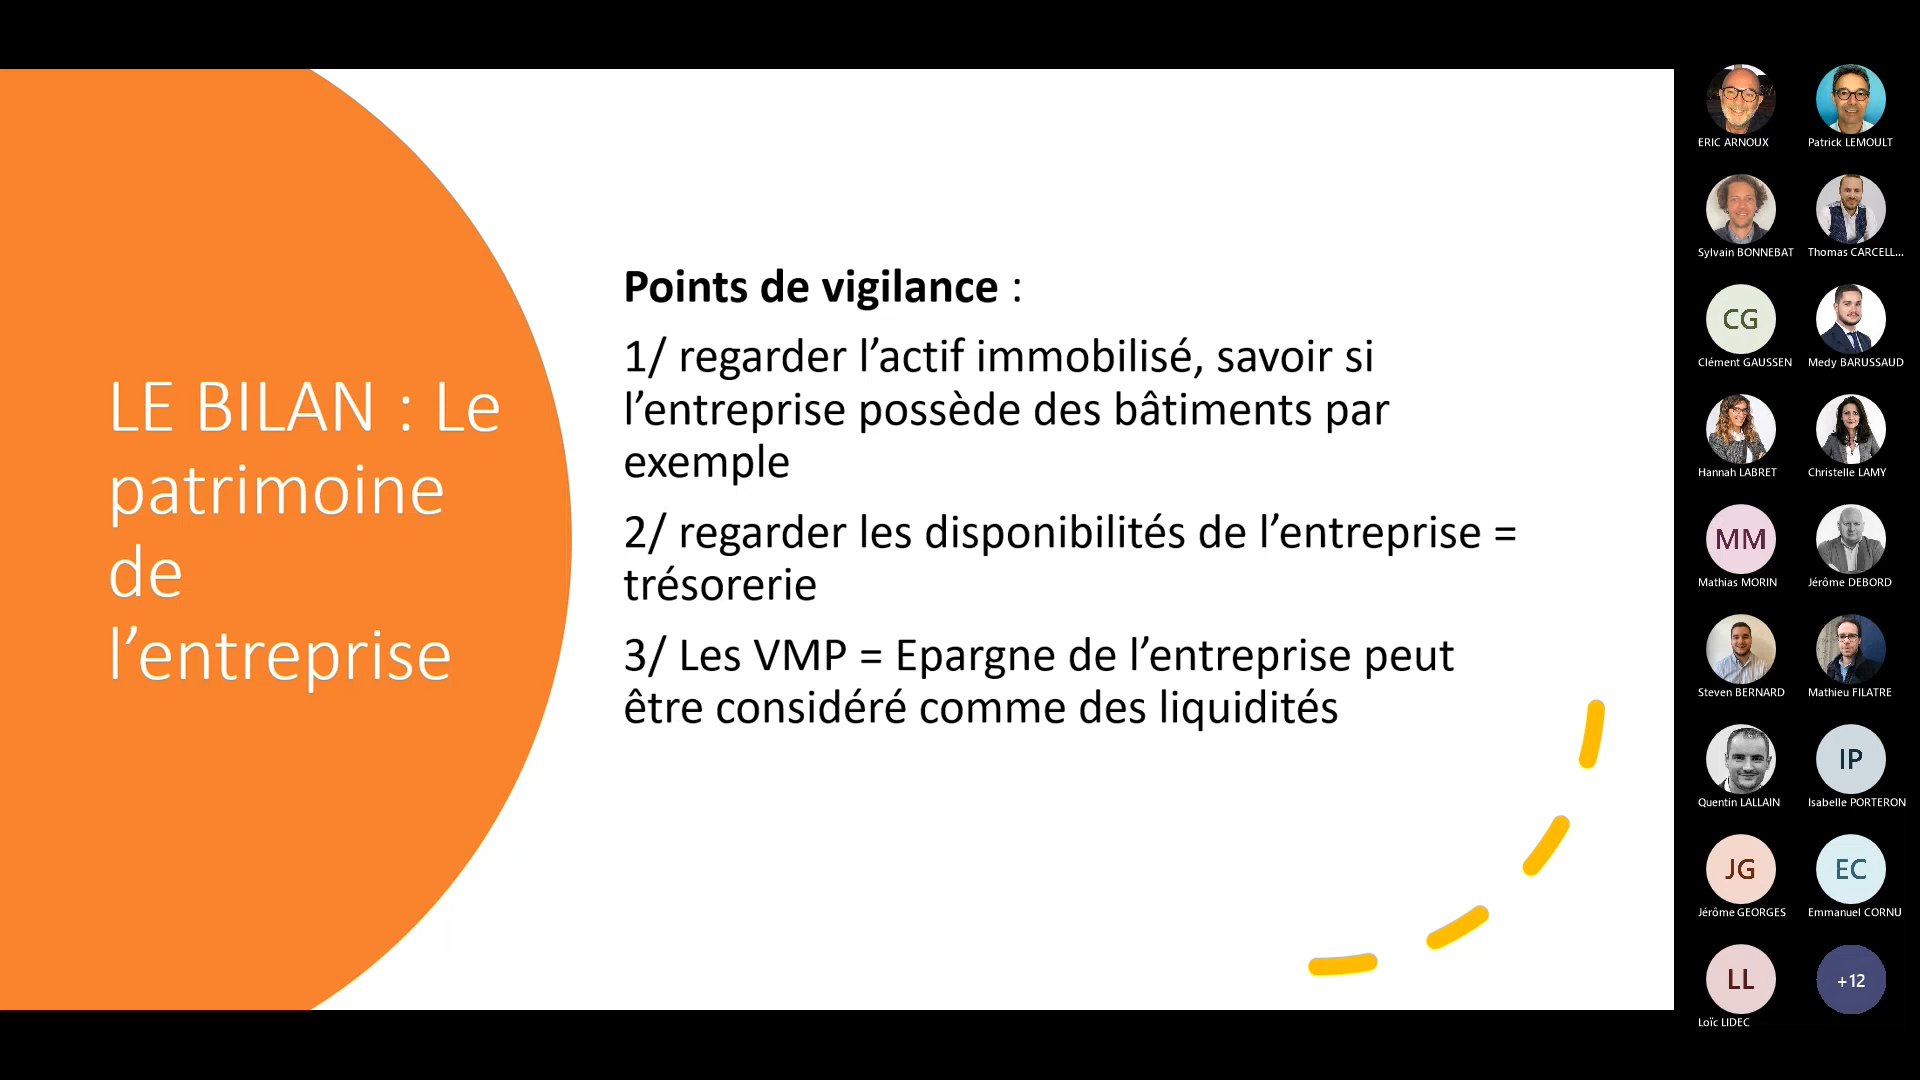 LE BILAN : Le
patrimoine
de
l’entreprise
Points de vigilance :
1/ regarder l’actif immobilisé, savoir si
l’entreprise possède des bâtiments par
exemple
2/ regarder les disponibilités de l’entreprise =
trésorerie
3/ Les VMP = Epargne de l’entreprise peut
être considéré comme des liquidités
ERIC ARNOUX
Patrick LEMOULT
Sylvain BONNEBAT
Thomas CARCELL...
CG
Clément GAUSSEN
Medy BARUSSAUD
Hannah LABRET
Christelle LAMY
MM
Mathias MORIN
Jérôme DEBORD
Steven BERNARD
Mathieu FILATRE
Quentin LALLAIN
IP
Isabelle PORTERON
JG
Jérôme GEORGES
EC
Emmanuel CORNU
LL
Loïc LIDEC
+12